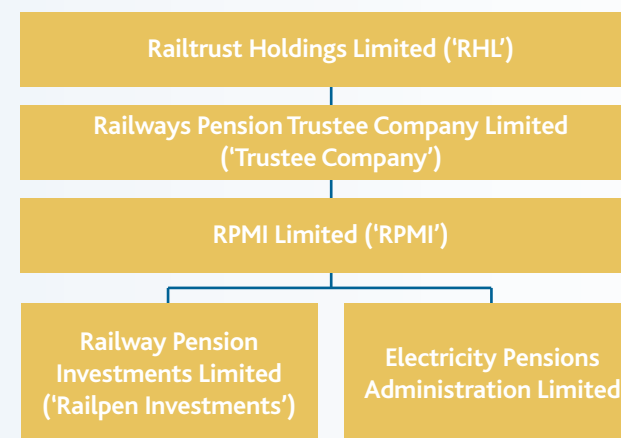 Railtrust Holdings Limited (‘RHL’)
Railways Pension Trustee Company Limited
(‘Trustee Company’)
RPMI Limited (‘RPMI’)
Railway Pension
Investments Limited
(‘Railpen Investments’)
Electricity Pensions
Administration Limited